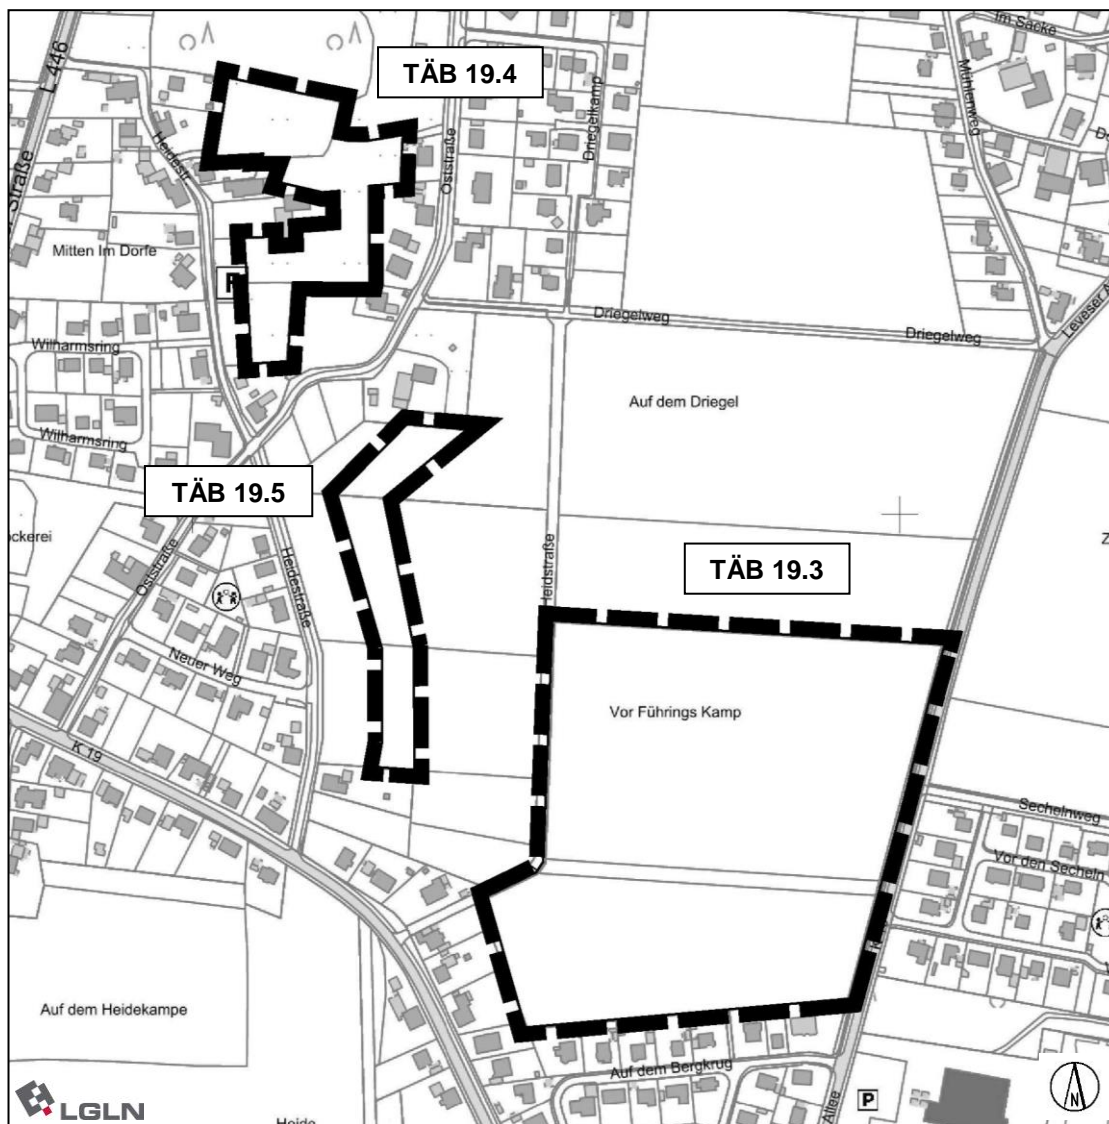 Im Sacke
L 446
TÄB 19.4
Mühlenweg
Driegelkamp
Heidestr.
Oststraße
Straße
Mitten Im Dorfe
P
Driegelweg
Driegelweg
Leveser A
Wilharmsring
Auf dem Driegel
Wilharmsring
TÄB 19.5
ockerei
Z
Oststraße
Heidestraße
Heidstraße
TÄB 19.3
Neuer Weg
Vor Führings Kamp
K 19
Sechelnweg
Vor den Secheln
Auf dem Heidekampe
Auf dem Bergkrug
P
N
Allee
LGLN
Heide